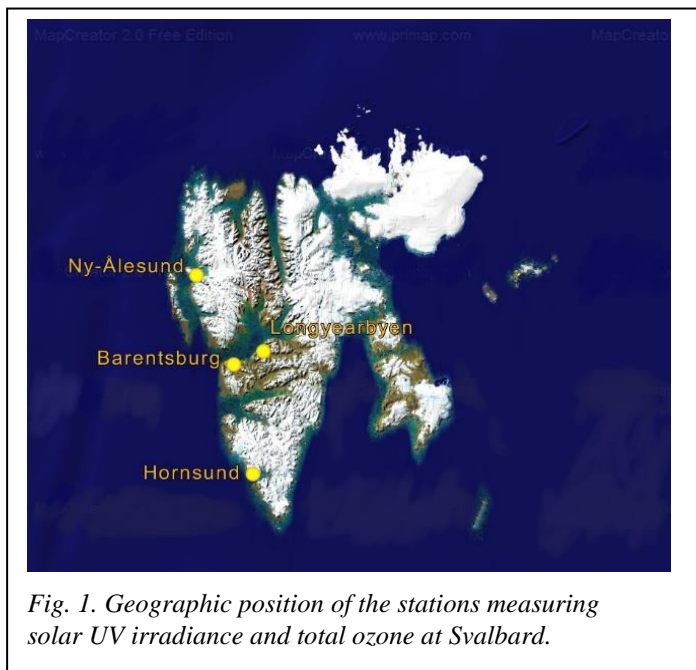 MapCreator 2.0 Free Edition
www.primap.com
MapCreator
Ny-Ålesund
Longyearbyen
Barentsburg
Hornsund
Fig. 1. Geographic position of the stations measuring
solar UV irradiance and total ozone at Svalbard.